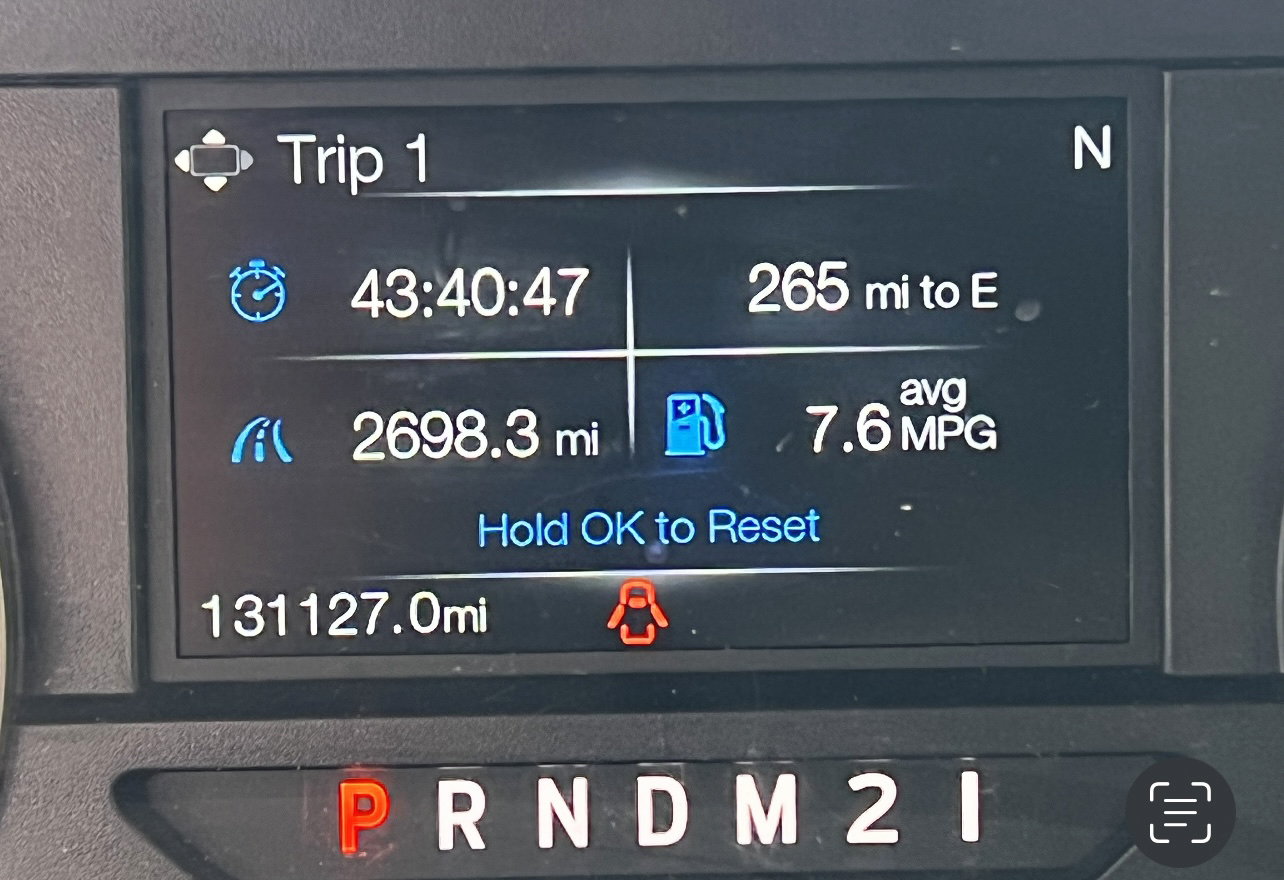 Trip 1
N
43:40:47
265 mi to E
2698.3 mi
7.6 avg MPG
Hold OK to Reset
131127.0mi
P R N D M 2 1